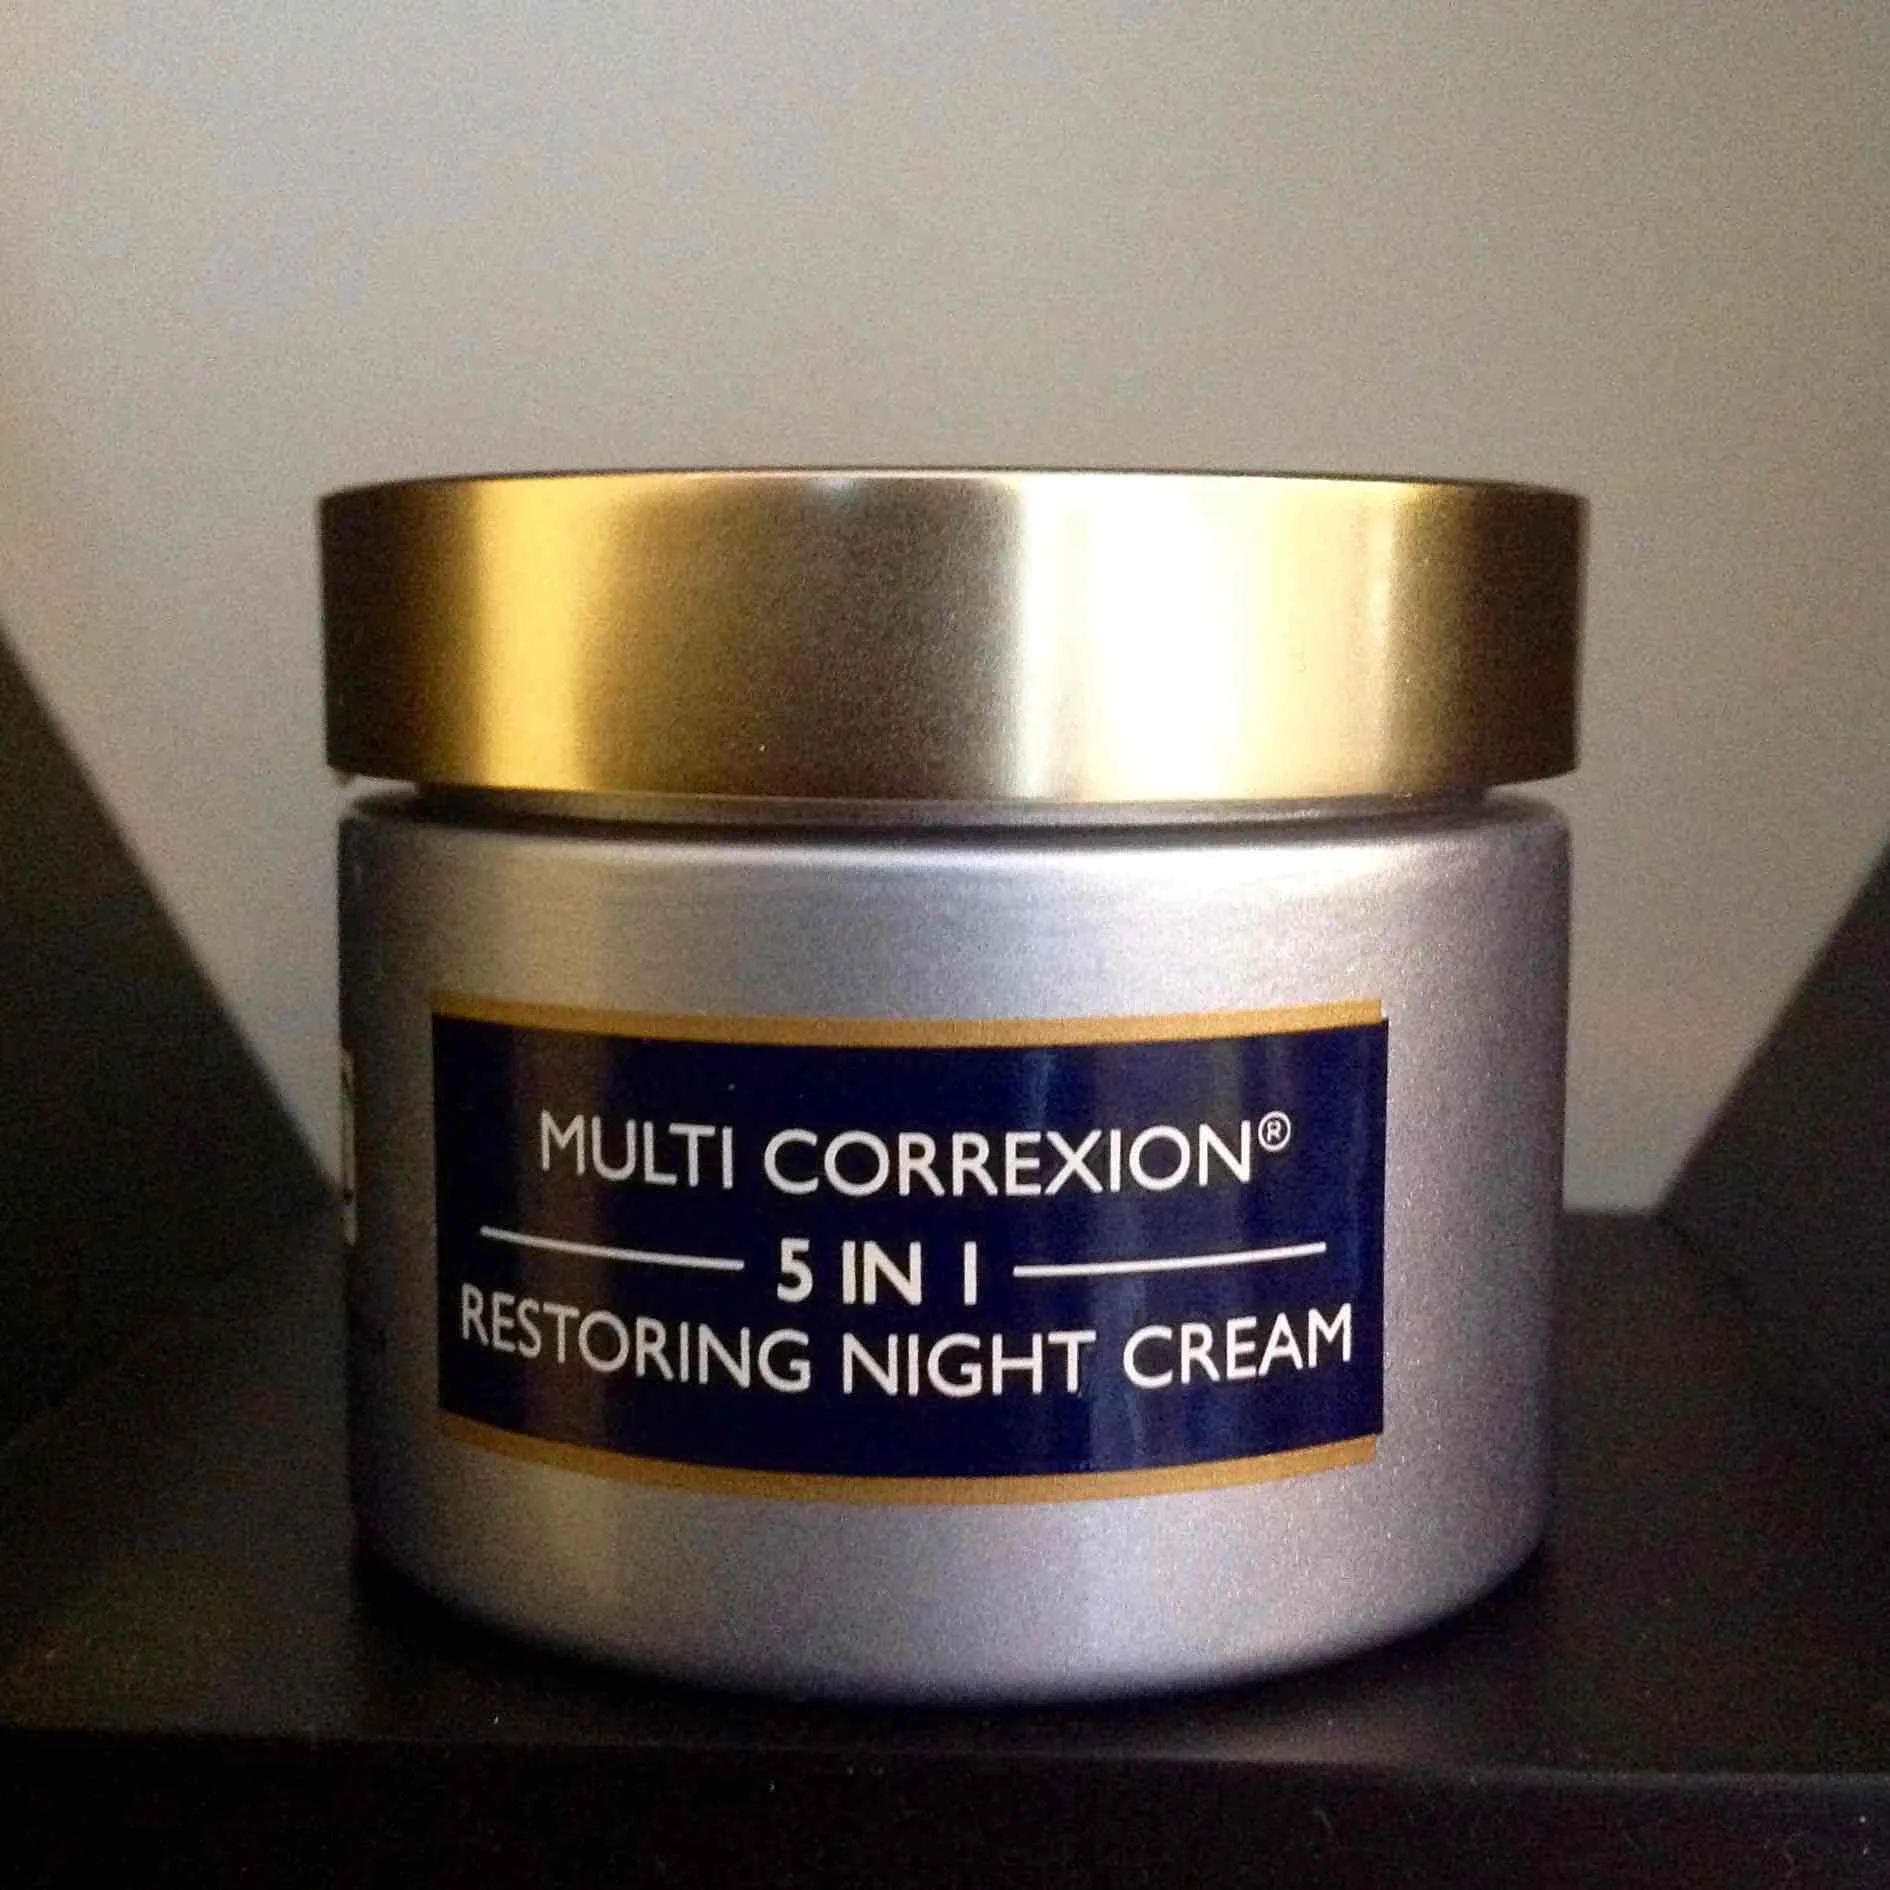 MULTI CORREXION®
5 IN 1
RESTORING NIGHT CREAM